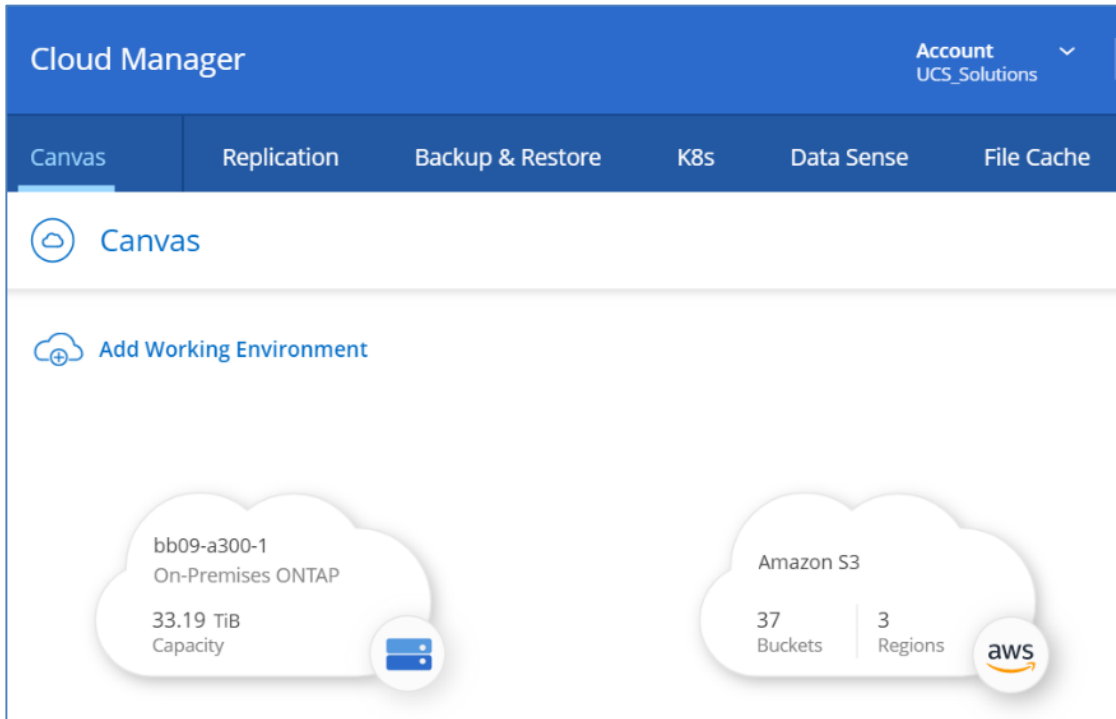 Cloud Manager
Account
UCS_Solutions
Canvas Replication Backup & Restore K8s Data Sense File Cache
Canvas
Add Working Environment
bb09-a300-1
On-Premises ONTAP
33.19 TiB
Capacity
Amazon S3
37 3
Buckets Regions
aws